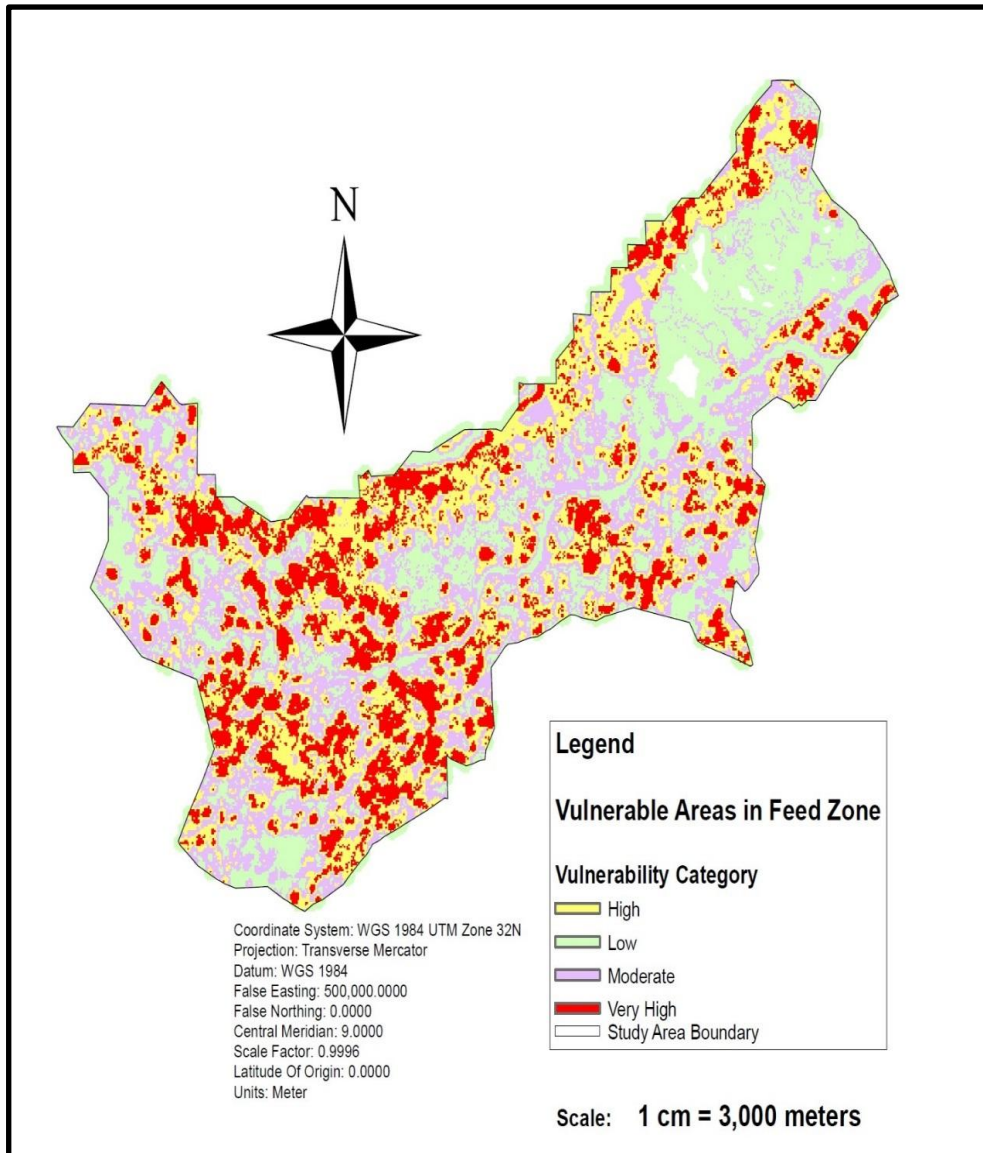 N
Legend
Vulnerable Areas in Feed Zone
Vulnerability Category
High
Low
Moderate
Very High
Study Area Boundary
Coordinate System: WGS 1984 UTM Zone 32N
Projection: Transverse Mercator
Datum: WGS 1984
False Easting: 500,000.0000
False Northing: 0.0000
Central Meridian: 9.0000
Scale Factor: 0.9996
Latitude Of Origin: 0.0000
Units: Meter
Scale: 1 cm = 3,000 meters